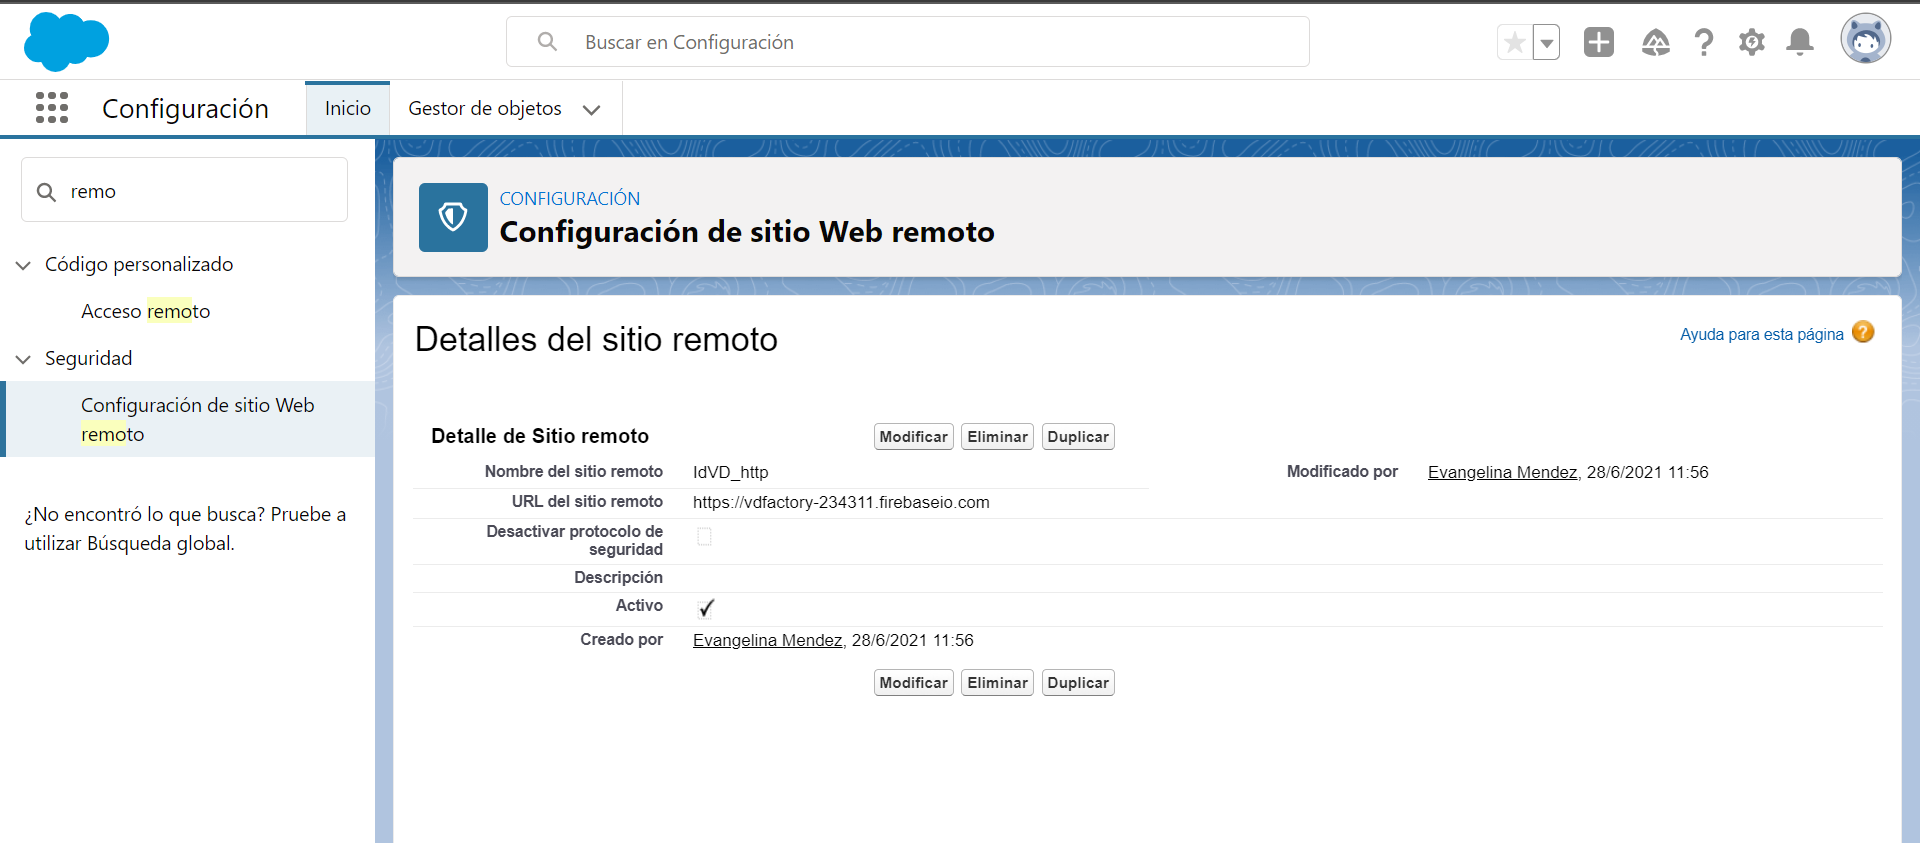 Buscar en Configuración
Configuración
Inicio
Gestor de objetos
remo
Código personalizado
Acceso remoto
Seguridad
Configuración de sitio Web
remoto
¿No encontró lo que busca? Pruebe a
utilizar Búsqueda global.
CONFIGURACIÓN
Configuración de sitio Web remoto
Detalles del sitio remoto
Ayuda para esta página ?
Detalle de Sitio remoto
Modificar Eliminar Duplicar
Nombre del sitio remoto IdVD_http
Modificado por Evangelina Mendez, 28/6/2021 11:56
URL del sitio remoto https://vdfactory-234311.firebaseio.com
Desactivar protocolo de
seguridad
Descripción
Activo
Creado por Evangelina Mendez, 28/6/2021 11:56
Modificar Eliminar Duplicar